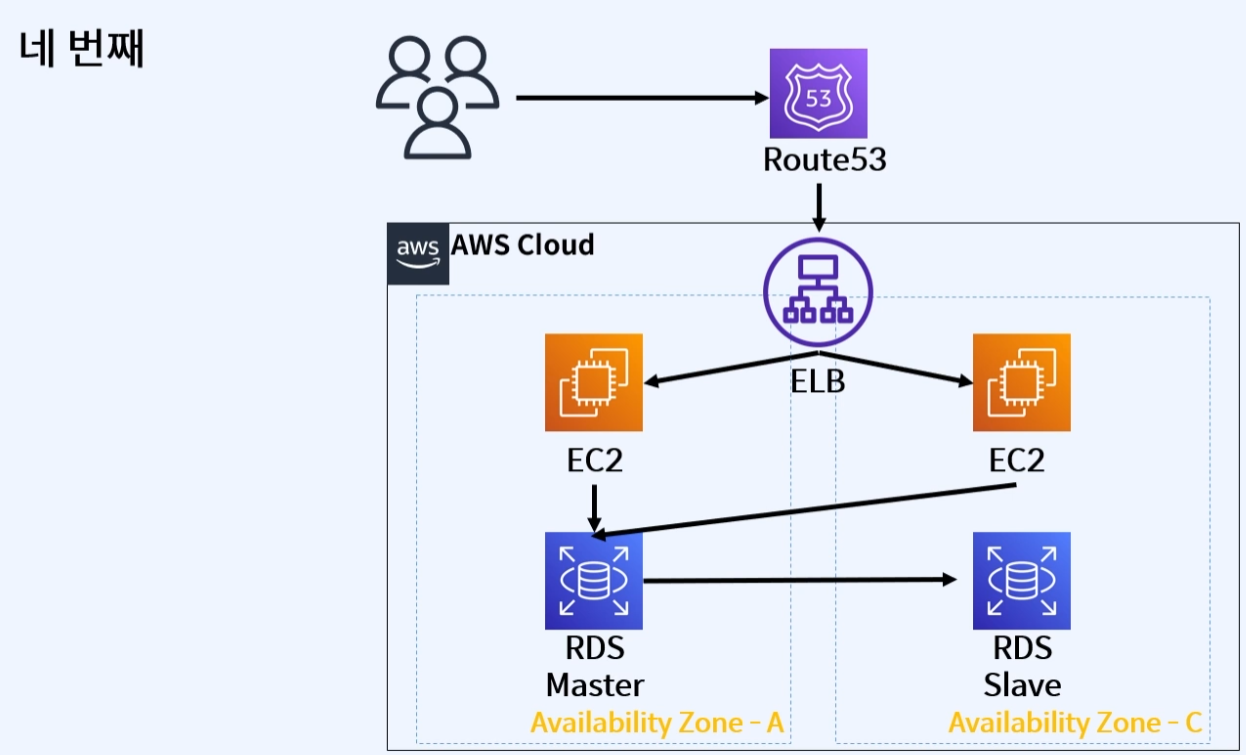 네 번째
53
Route53
aws
AWS Cloud
ELB
EC2
EC2
RDS
Master
RDS
Slave
Availability Zone - A
Availability Zone - C